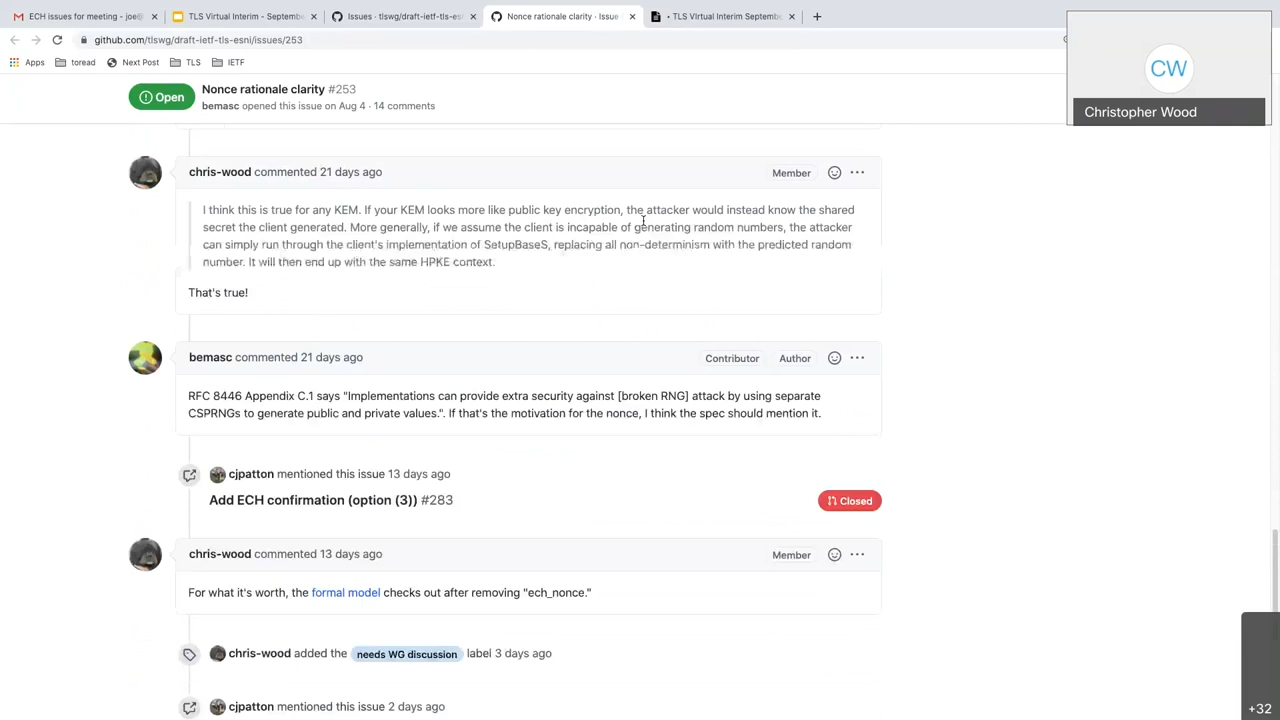 ECH issues for meeting - joe@
TLS Virtual Interim - Septembe
Issues · tlswg/draft-ietf-tls-es
Nonce rationale clarity · Issue
• TLS VIrtual Interim Septemb
github.com/tlswg/draft-ietf-tls-esni/issues/253
Apps
toread
Next Post
TLS
IETF
CW
Christopher Wood
Open
Nonce rationale clarity #253
bemasc opened this issue on Aug 4 · 14 comments
chris-wood commented 21 days ago
Member
I think this is true for any KEM. If your KEM looks more like public key encryption, the attacker would instead know the shared
secret the client generated. More generally, if we assume the client is incapable of generating random numbers, the attacker
can simply run through the client's implementation of SetupBaseS, replacing all non-determinism with the predicted random
number. It will then end up with the same HPKE context.
That's true!
bemasc commented 21 days ago
Contributor
Author
RFC 8446 Appendix C.1 says "Implementations can provide extra security against [broken RNG] attack by using separate
CSPRNGs to generate public and private values.". If that's the motivation for the nonce, I think the spec should mention it.
cjpatton mentioned this issue 13 days ago
Add ECH confirmation (option (3)) #283
Closed
chris-wood commented 13 days ago
Member
For what it's worth, the formal model checks out after removing "ech_nonce."
chris-wood added the needs WG discussion label 3 days ago
cjpatton mentioned this issue 2 days ago
+32